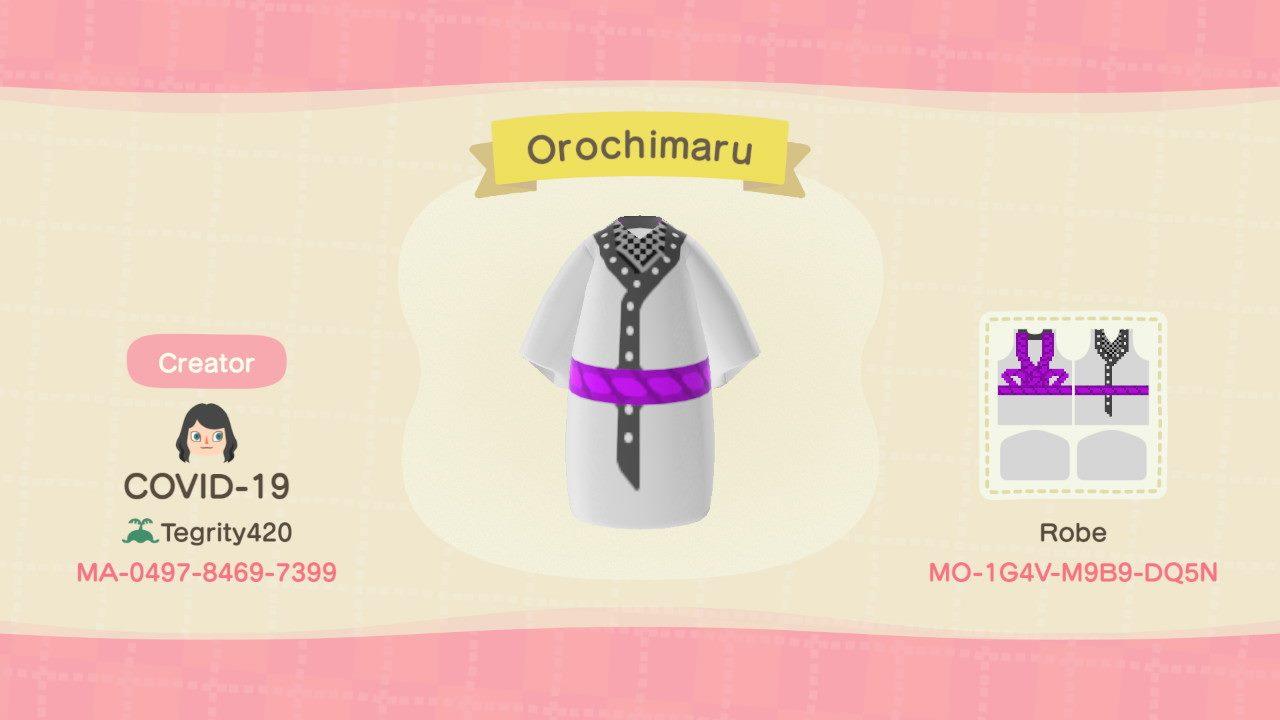 Orochimaru
Creator
COVID-19
Tegrity420
MA-0497-8469-7399
Robe
MO-1G4V-M9B9-DQ5N